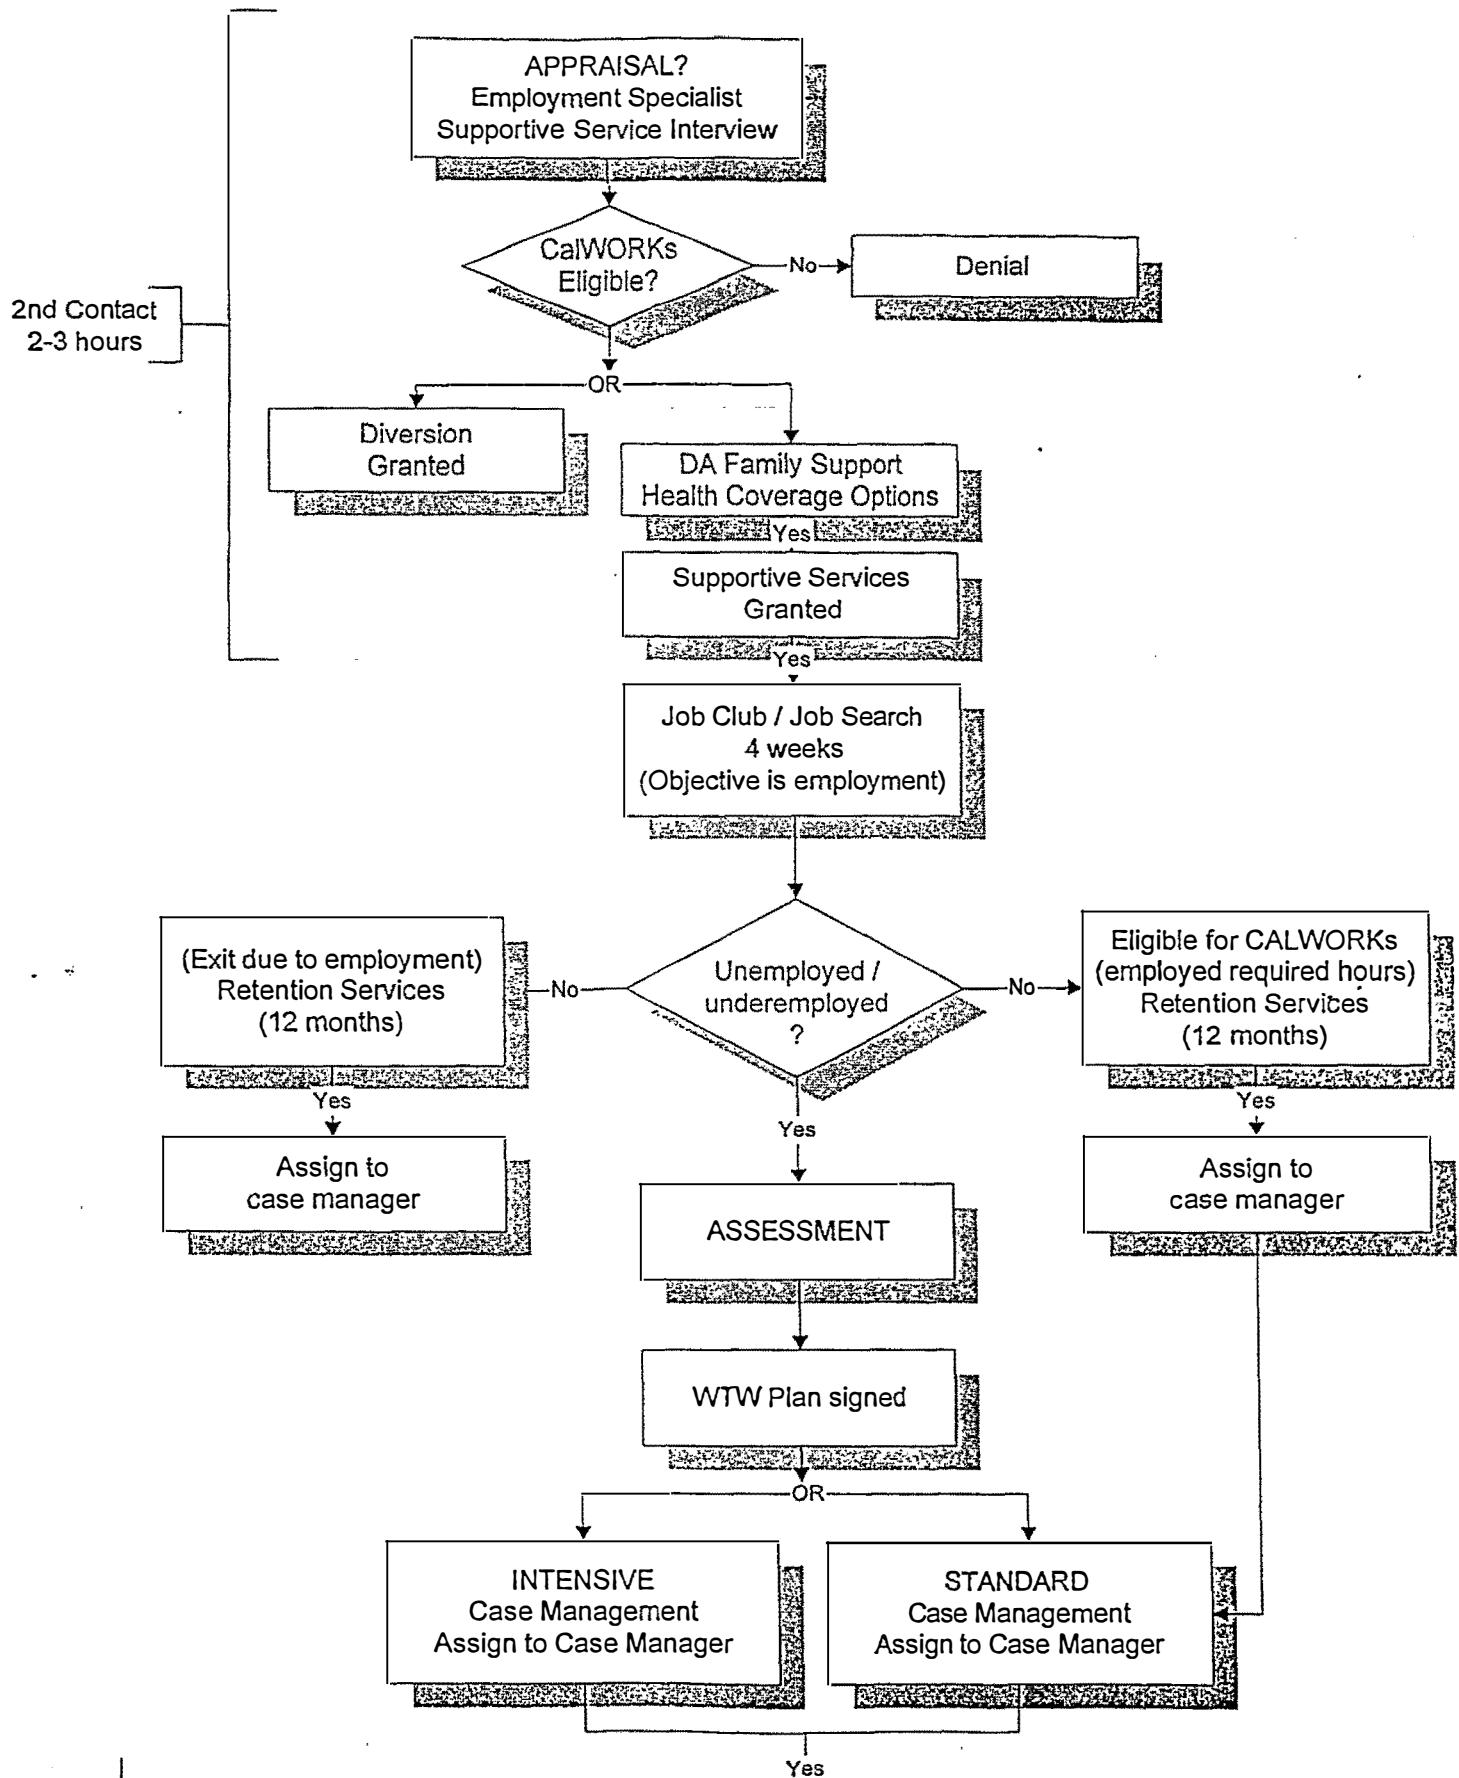 APPRAISAL?
Employment Specialist
Supportive Service Interview
CalWORKs
Eligible?
No
Denial
2nd Contact
2-3 hours
OR
Diversion
Granted
DA Family Support
Health Coverage Options
Yes
Supportive Services
Granted
Yes
Job Club / Job Search
4 weeks
(Objective is employment)
(Exit due to employment)
Retention Services
(12 months)
No
Unemployed /
underemployed
?
No
Eligible for CALWORKs
(employed required hours)
Retention Services
(12 months)
Yes
Yes
Yes
Assign to
case manager
Assign to
case manager
ASSESSMENT
WTW Plan signed
OR
INTENSIVE
Case Management
Assign to Case Manager
STANDARD
Case Management
Assign to Case Manager
Yes